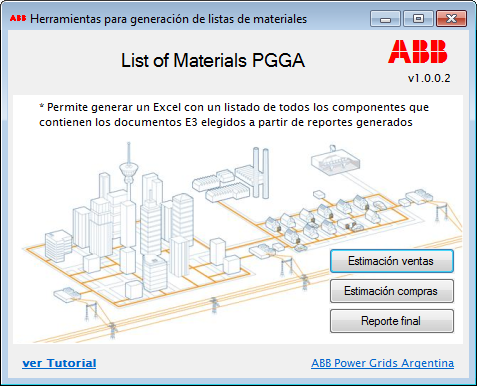 ABB Herramientas para generación de listas de materiales
List of Materials PGGA
ABB
v1.0.0.2
* Permite generar un Excel con un listado de todos los componentes que
contienen los documentos E3 elegidos a partir de reportes generados
Estimación ventas
Estimación compras
Reporte final
ver Tutorial
ABB Power Grids Argentina